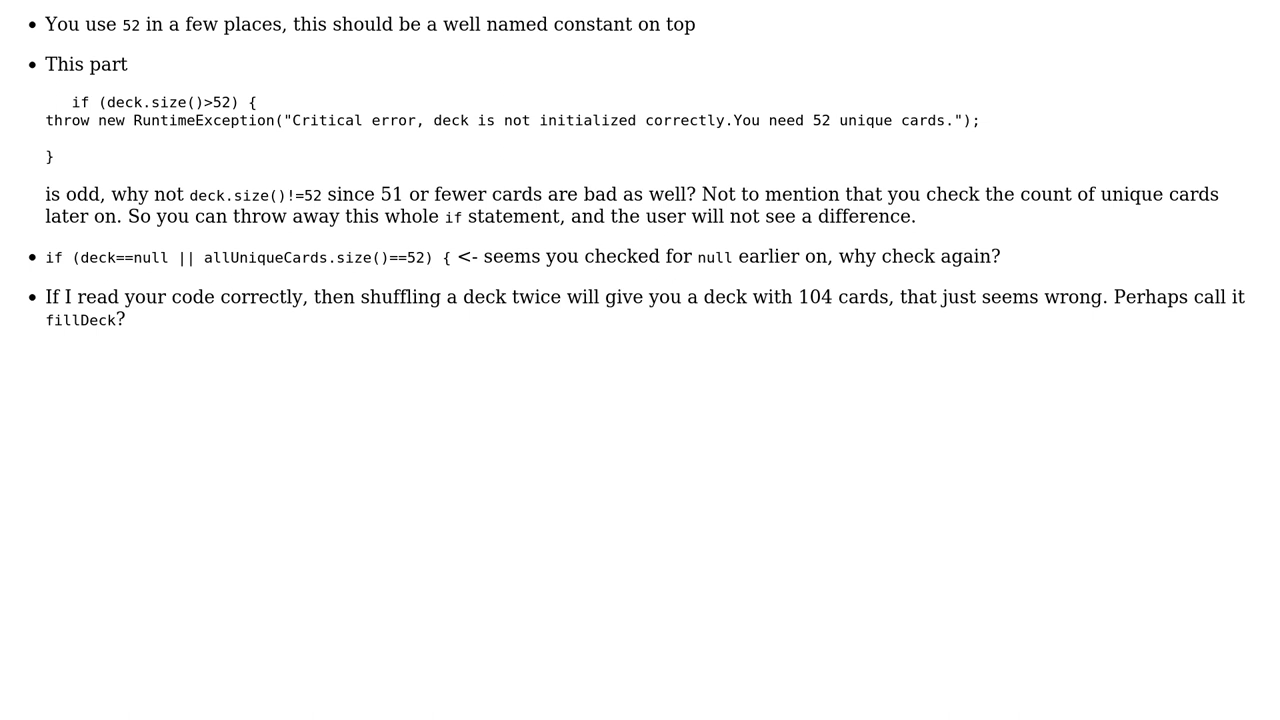 • You use 52 in a few places, this should be a well named constant on top
• This part
if (deck.size()>52) {
throw new RuntimeException("Critical error, deck is not initialized correctly.You need 52 unique cards.");
}
is odd, why not deck.size()!=52 since 51 or fewer cards are bad as well? Not to mention that you check the count of unique cards
later on. So you can throw away this whole if statement, and the user will not see a difference.
• if (deck==null || allUniqueCards.size()==52) { <- seems you checked for null earlier on, why check again?
• If I read your code correctly, then shuffling a deck twice will give you a deck with 104 cards, that just seems wrong. Perhaps call it
fillDeck?